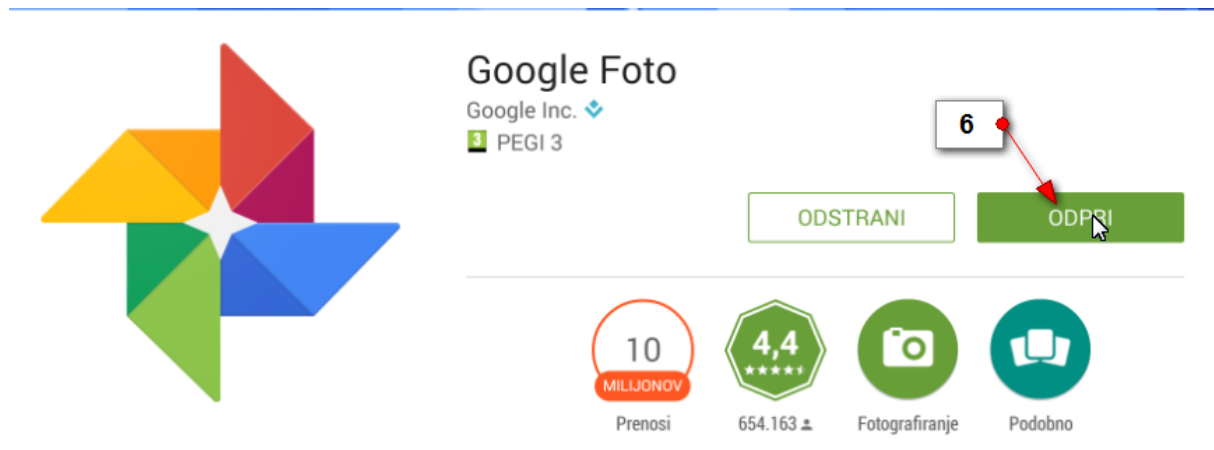 Google Foto
Google Inc.
3 PEGI 3
6
ODSTRANI
ODPRI
10
MILIJONOV
Prenosi
4,4
654.163
Fotografiranje
Podobno